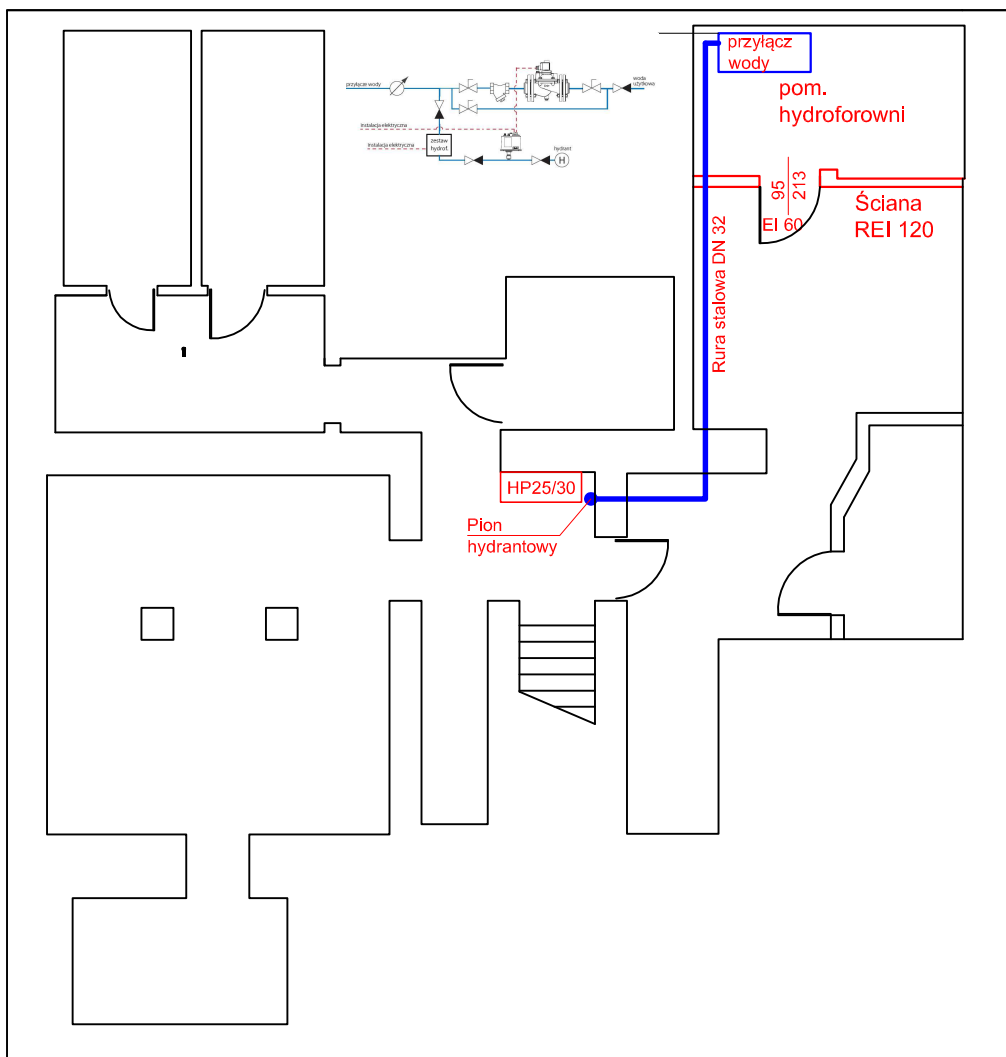 przyłącz
wody
pom.
hydroforowni
przyłącze wody
woda
użytkowa
instalacja elektryczna
instalacja elektryczna
zestaw
hydrof.
hydrant
H
95
213
EI 60
Ściana
REI 120
Rura stalowa DN 32
1
HP25/30
Pion
hydrantowy